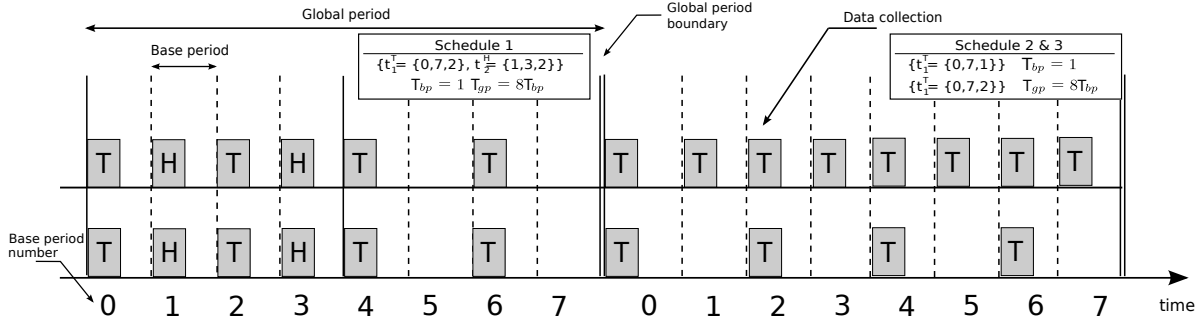 Global period
Global period
boundary
Data collection
Base period
Schedule 1
{t₁ᵀ= {0,7,2}, t₂ᴴ= {1,3,2}}
T_bp = 1 T_gp = 8T_bp
Schedule 2 & 3
{t₁ᵀ= {0,7,1}} T_bp = 1
{t₁ᵀ= {0,7,2}} T_gp = 8T_bp
T H T H T T T T T T T T T T
T H T H T T T T T T
Base period
number
0 1 2 3 4 5 6 7 0 1 2 3 4 5 6 7 time